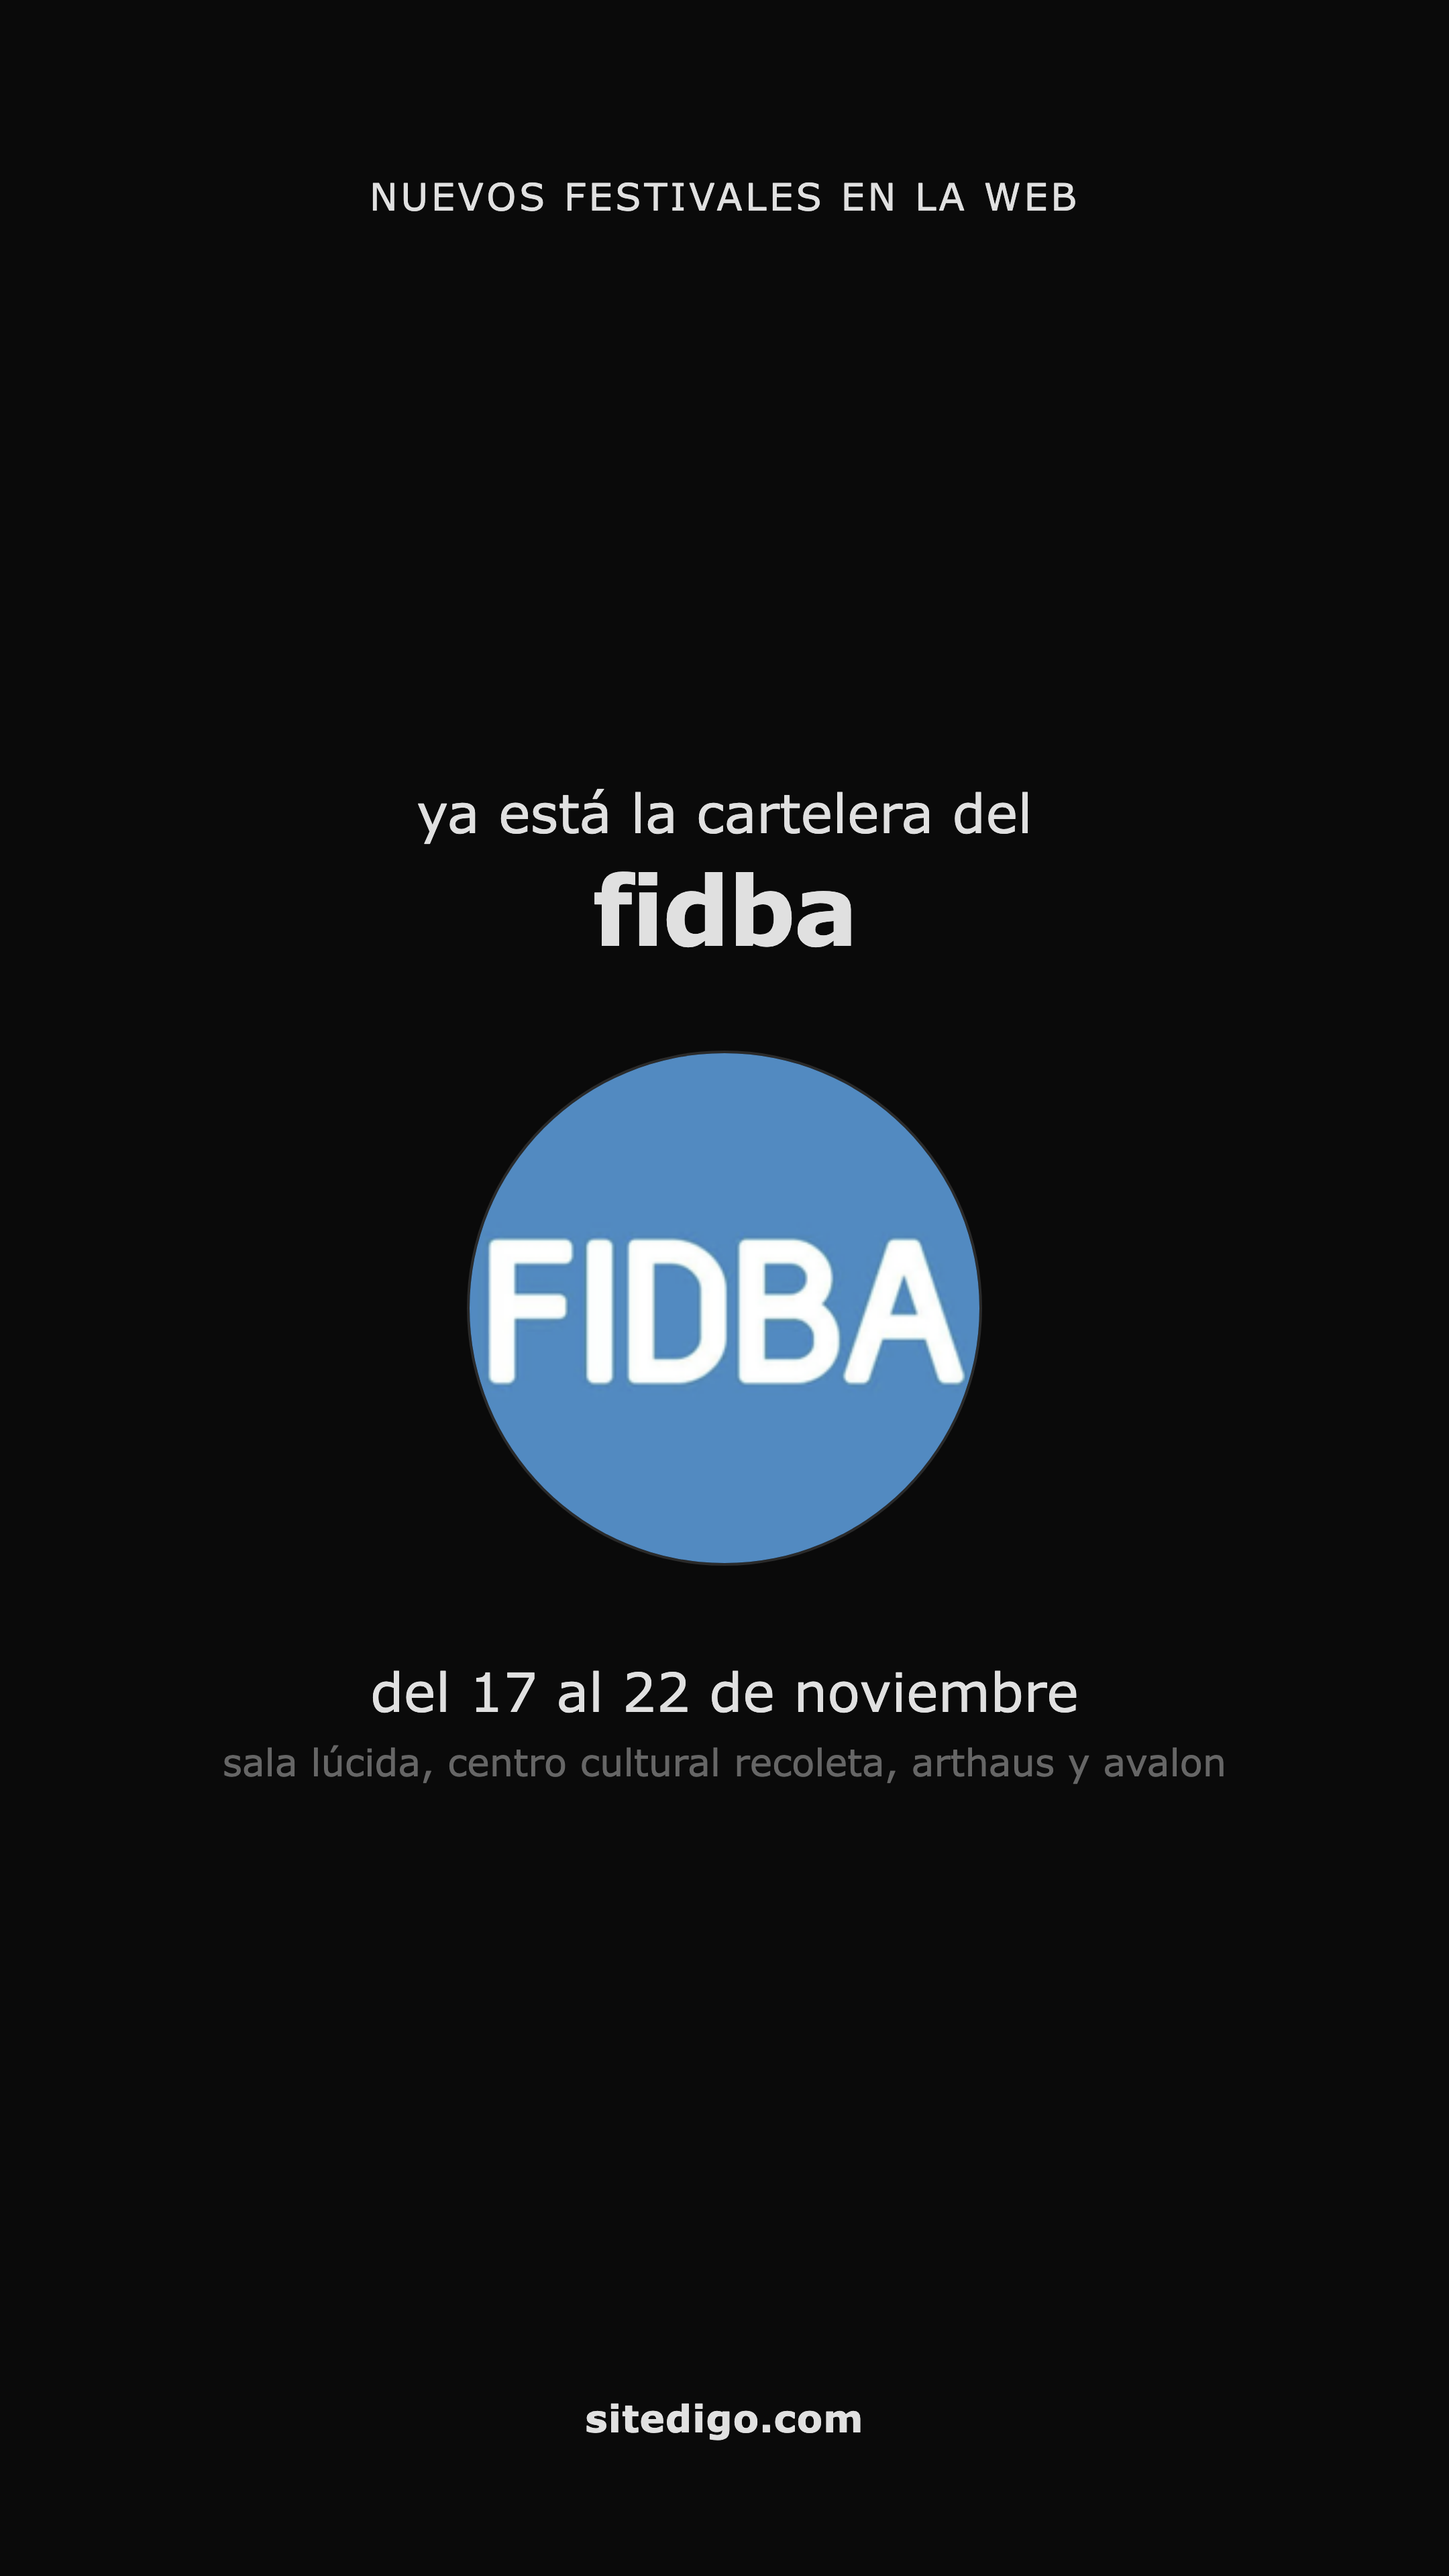 NUEVOS FESTIVALES EN LA WEB
ya está la cartelera del
fidba
FIDBA
del 17 al 22 de noviembre
sala lúcida, centro cultural recoleta, arthaus y avalon
sitedigo.com